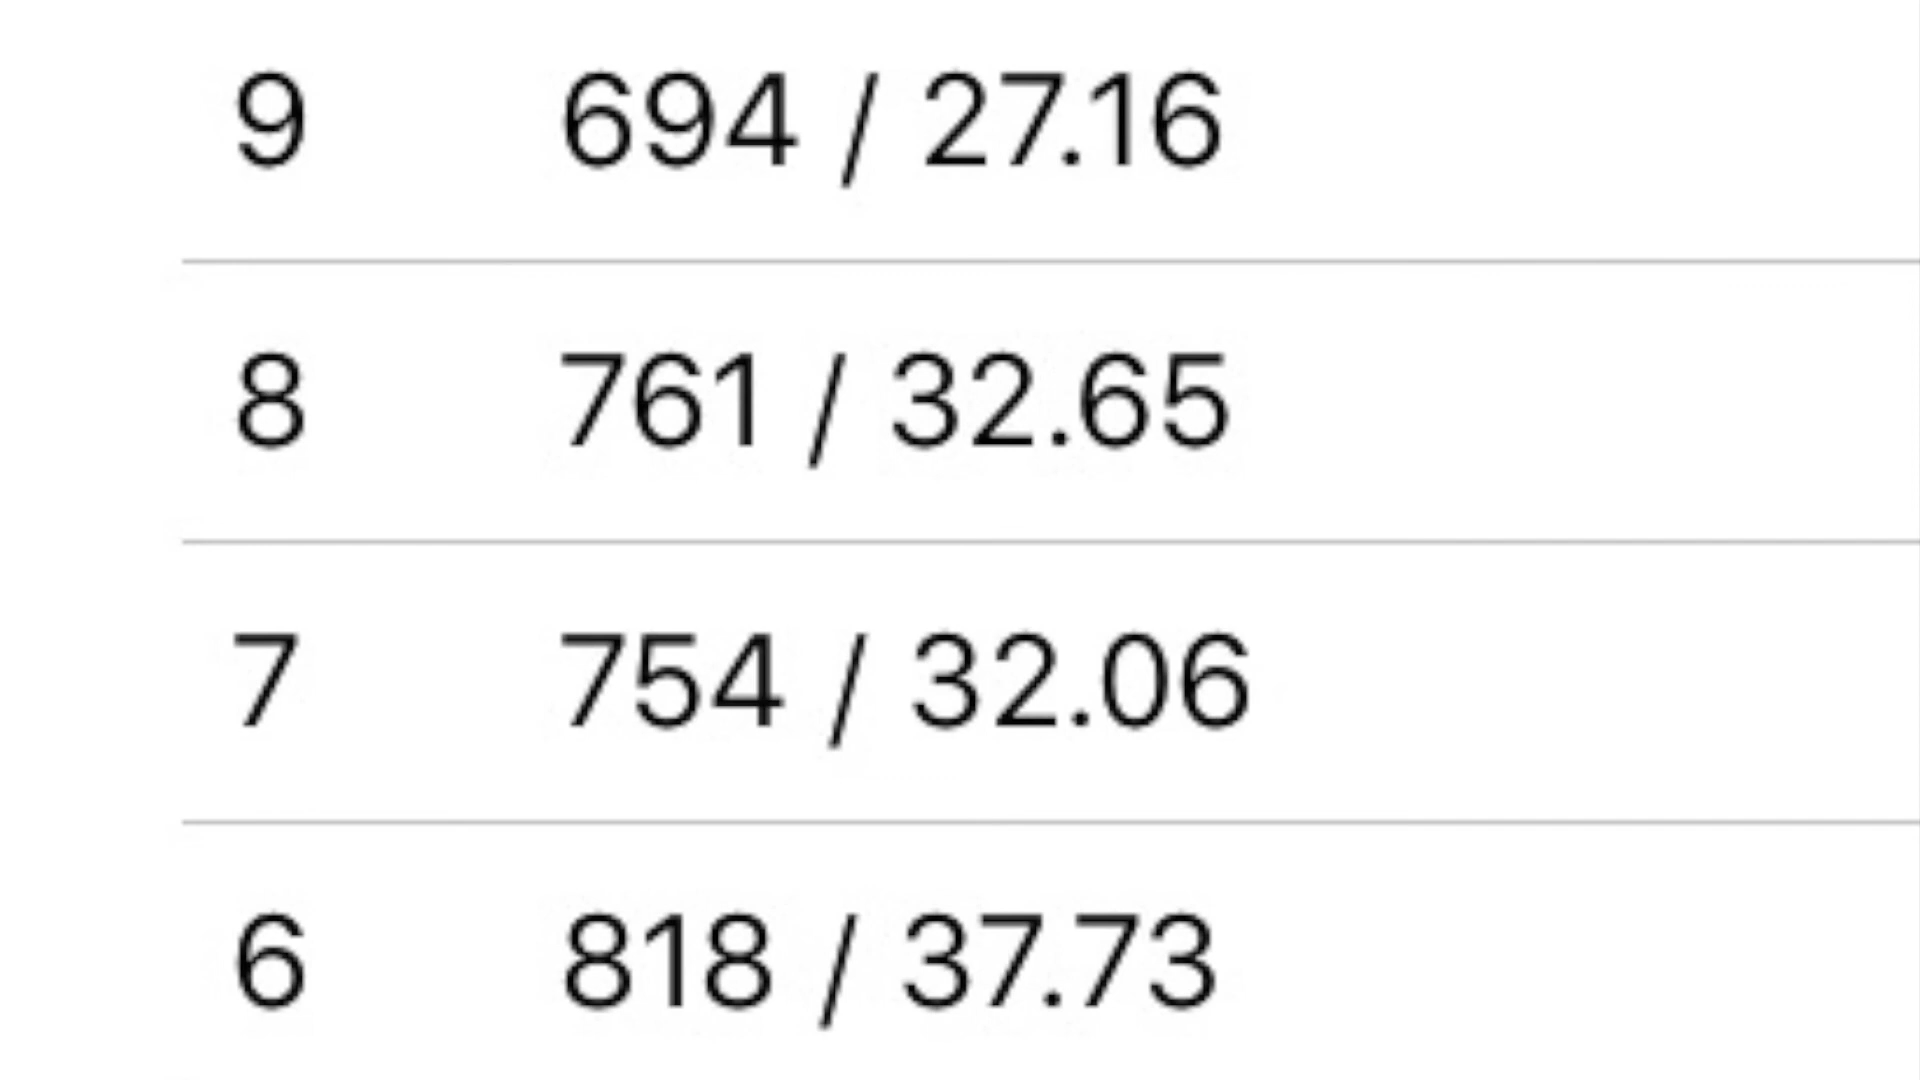 9 694 / 27.16
8 761 / 32.65
7 754 / 32.06
6 818 / 37.73